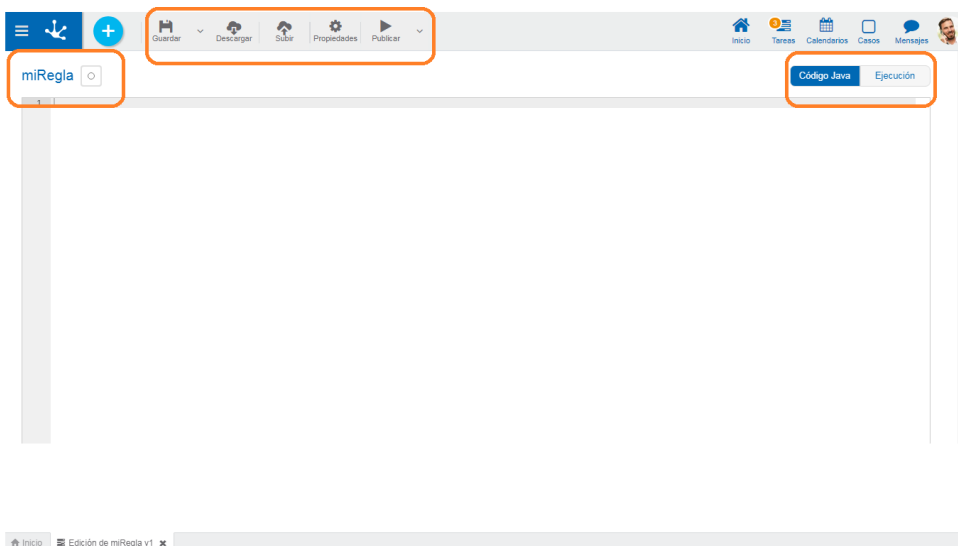 Guardar Descargar Subir Propiedades Publicar
3
Inicio Tareas Calendarios Casos Mensajes
miRegla
Código Java Ejecución
1
Inicio Edición de miRegla v1